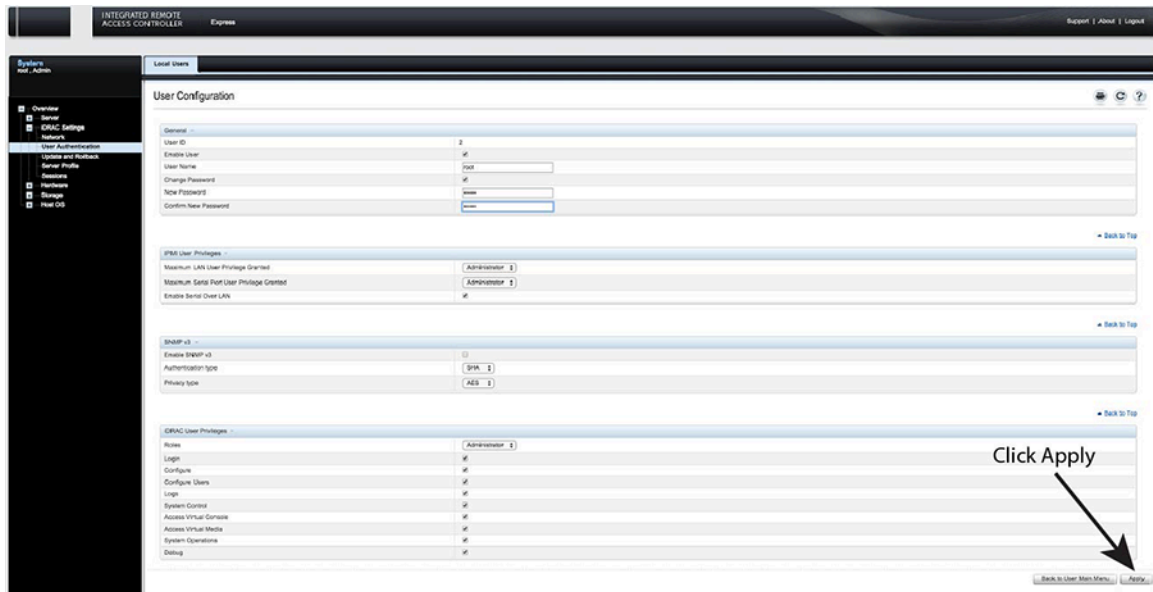 INTEGRATED REMOTE
ACCESS CONTROLLER
Express
Support | About | Logout
System
root , Admin
Local Users
Overview
Server
iDRAC Settings
Network
User Authentication
Update and Rollback
Server Profile
Sessions
Hardware
Storage
Host OS
User Configuration
General
User ID 2
Enable User
User Name root
Change Password
New Password
Confirm New Password
Back to Top
IPMI User Privileges
Maximum LAN User Privilege Granted Administrator
Maximum Serial Port User Privilege Granted Administrator
Enable Serial Over LAN
Back to Top
SNMP v3
Enable SNMP v3
Authentication type SHA
Privacy type AES
Back to Top
iDRAC User Privileges
Roles Administrator
Login
Configure
Configure Users
Logs
System Control
Access Virtual Console
Access Virtual Media
System Operations
Debug
Click Apply
Back to User Main Menu Apply